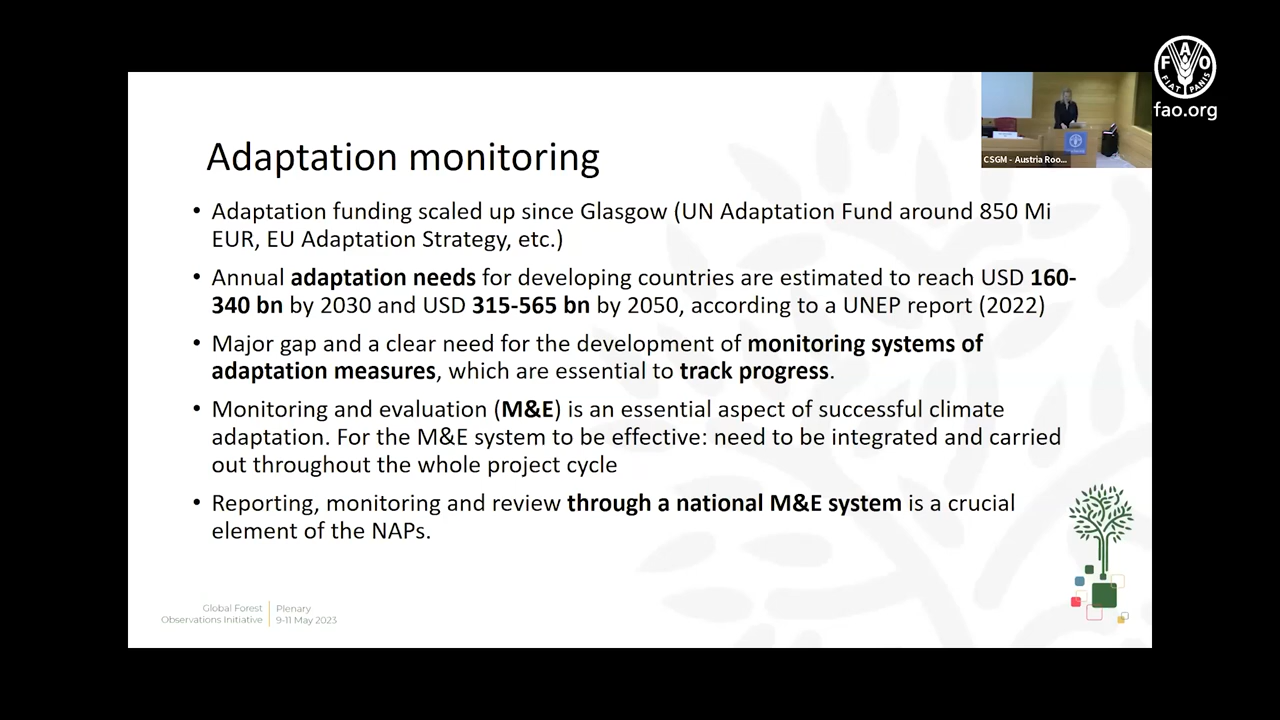 F A O
FIAT PANIS
fao.org
CSGM - Austria Roo...
Adaptation monitoring
• Adaptation funding scaled up since Glasgow (UN Adaptation Fund around 850 Mi
EUR, EU Adaptation Strategy, etc.)
• Annual adaptation needs for developing countries are estimated to reach USD 160-
340 bn by 2030 and USD 315-565 bn by 2050, according to a UNEP report (2022)
• Major gap and a clear need for the development of monitoring systems of
adaptation measures, which are essential to track progress.
• Monitoring and evaluation (M&E) is an essential aspect of successful climate
adaptation. For the M&E system to be effective: need to be integrated and carried
out throughout the whole project cycle
• Reporting, monitoring and review through a national M&E system is a crucial
element of the NAPs.
Global Forest
Observations Initiative
Plenary
9-11 May 2023